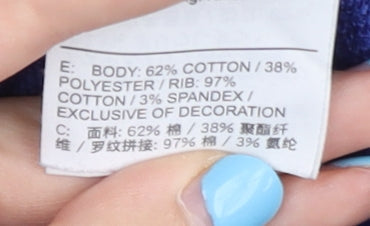 E: BODY: 62% COTTON / 38%
POLYESTER / RIB: 97%
COTTON / 3% SPANDEX /
EXCLUSIVE OF DECORATION
C: 面料: 62% 棉 / 38% 聚酯纤
维 / 罗纹拼接: 97% 棉 / 3% 氨纶